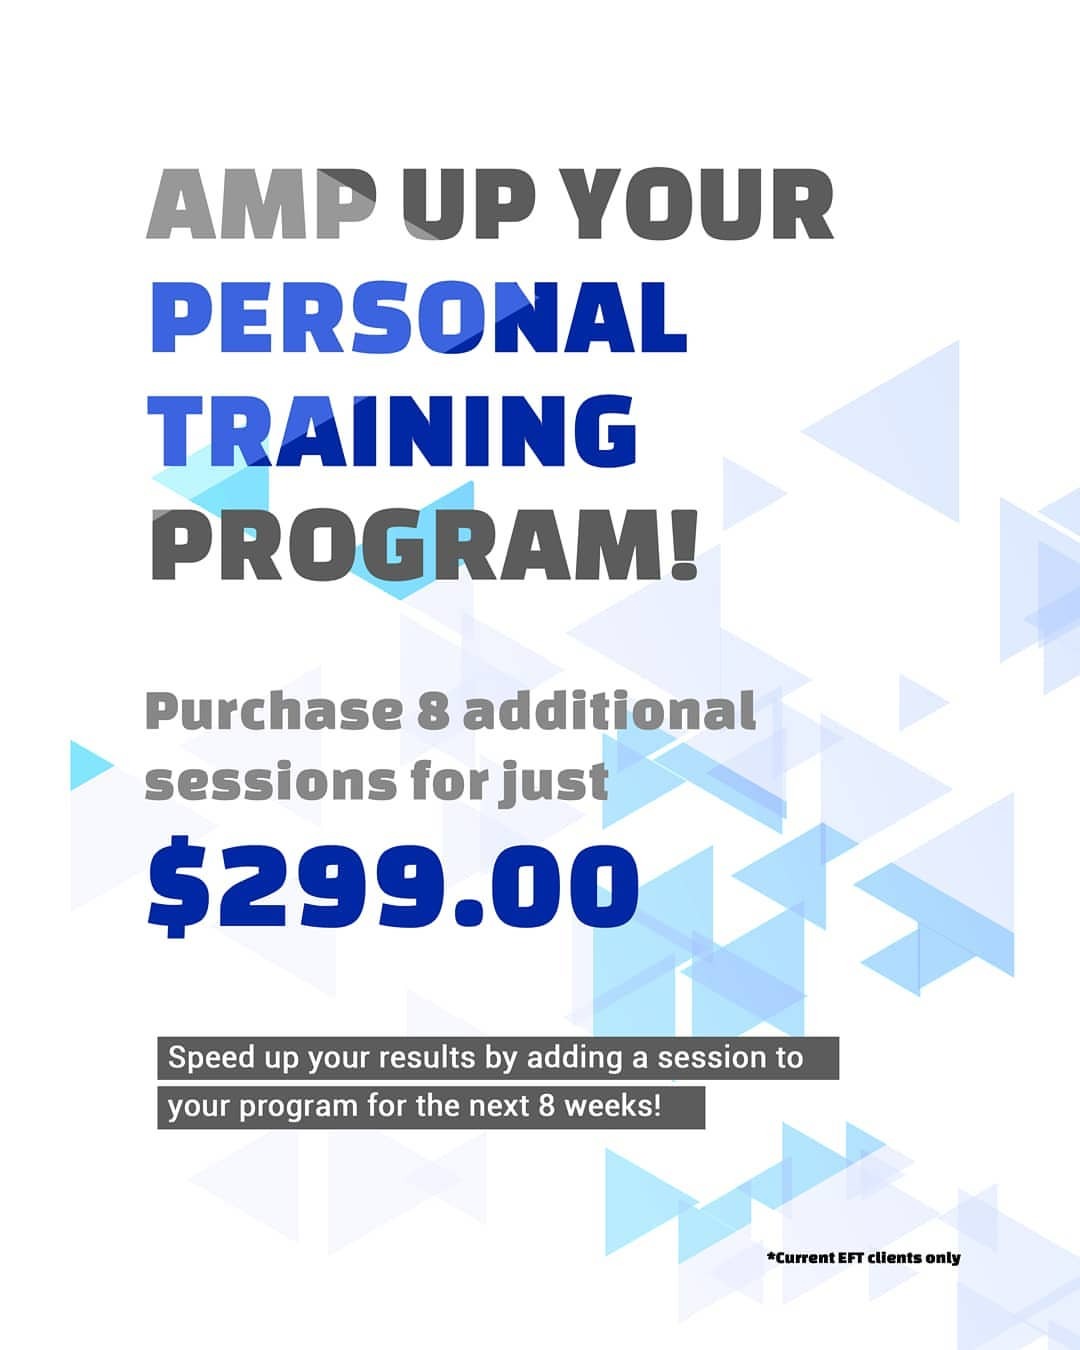 AMP UP YOUR
PERSONAL
TRAINING
PROGRAM!
Purchase 8 additional
sessions for just
$299.00
Speed up your results by adding a session to
your program for the next 8 weeks!
*Current EFT clients only